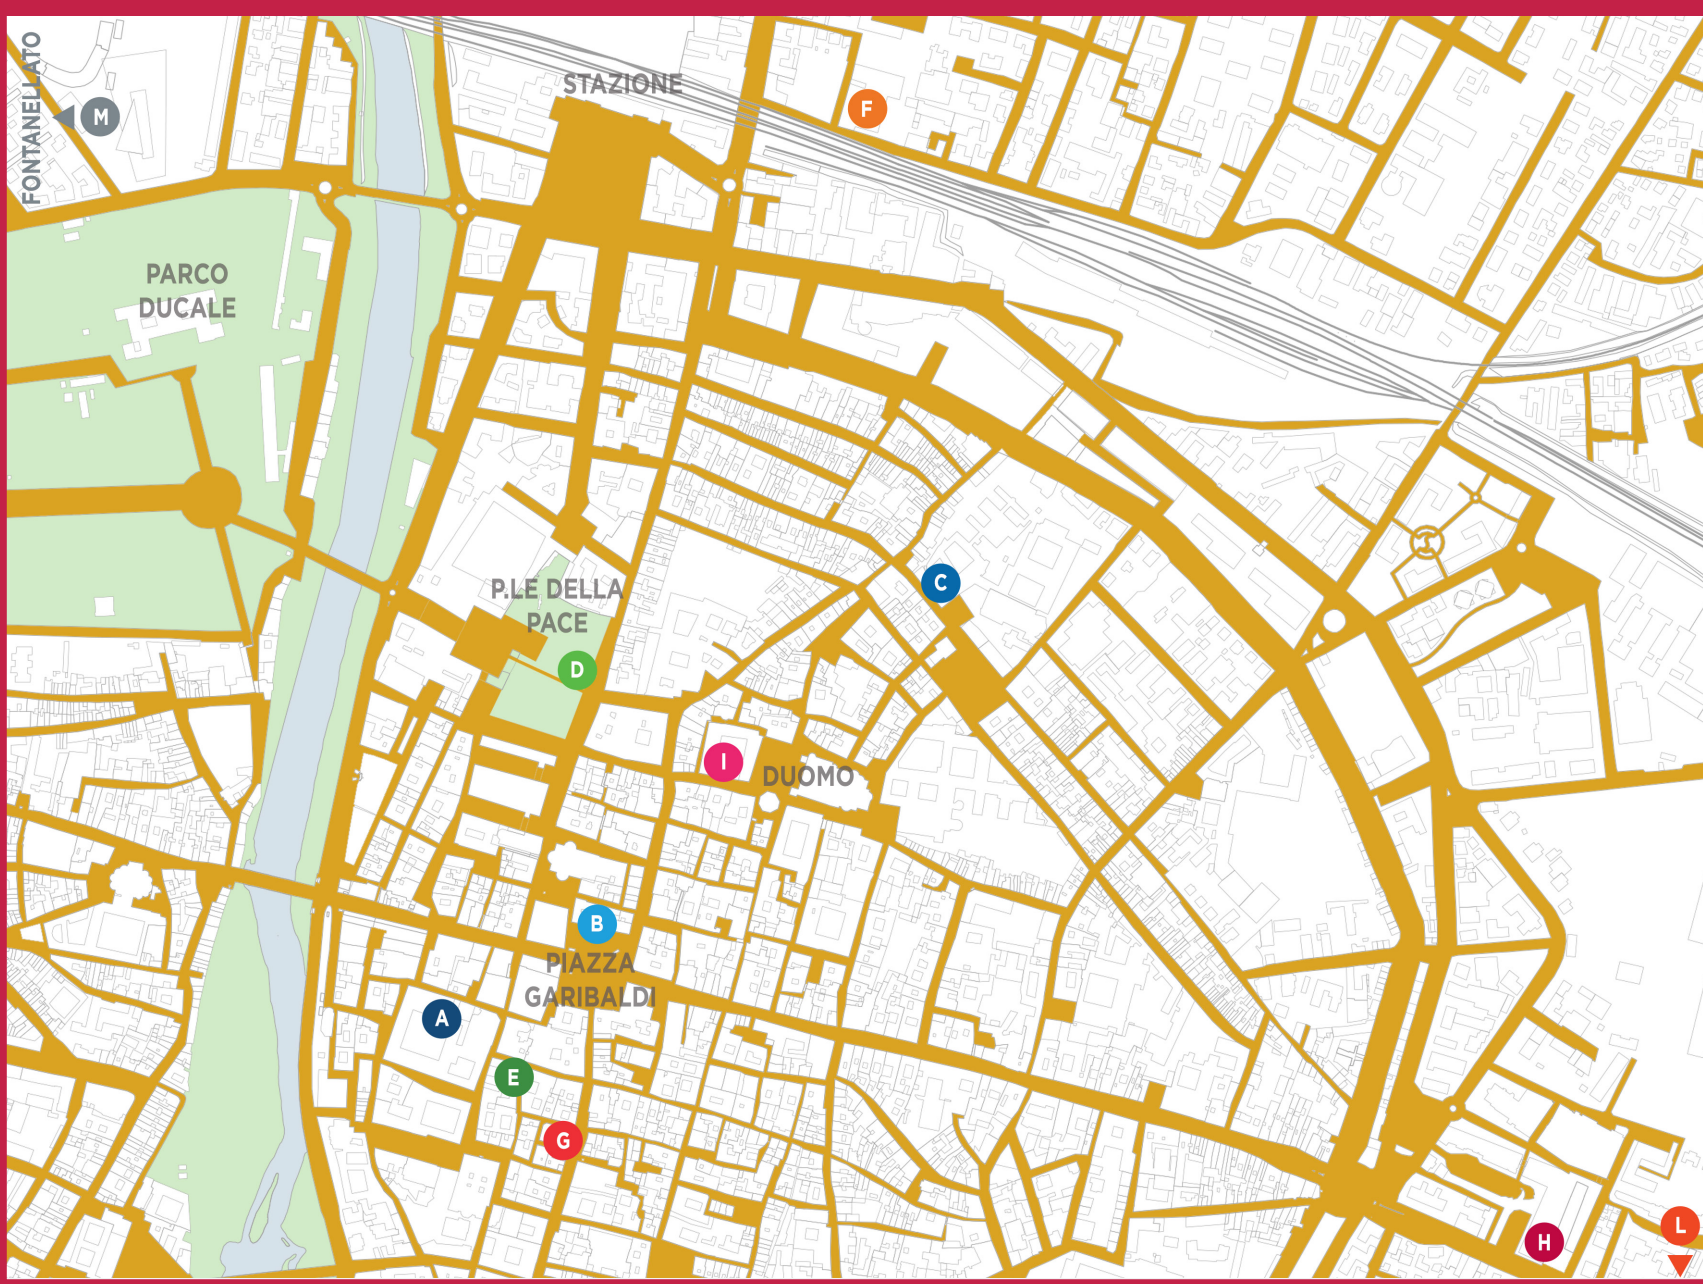 STAZIONE
F
M
FONTANELLATO
PARCO
DUCALE
P.LE DELLA
PACE
C
D
I
DUOMO
B
PIAZZA
GARIBALDI
A
E
G
H
L